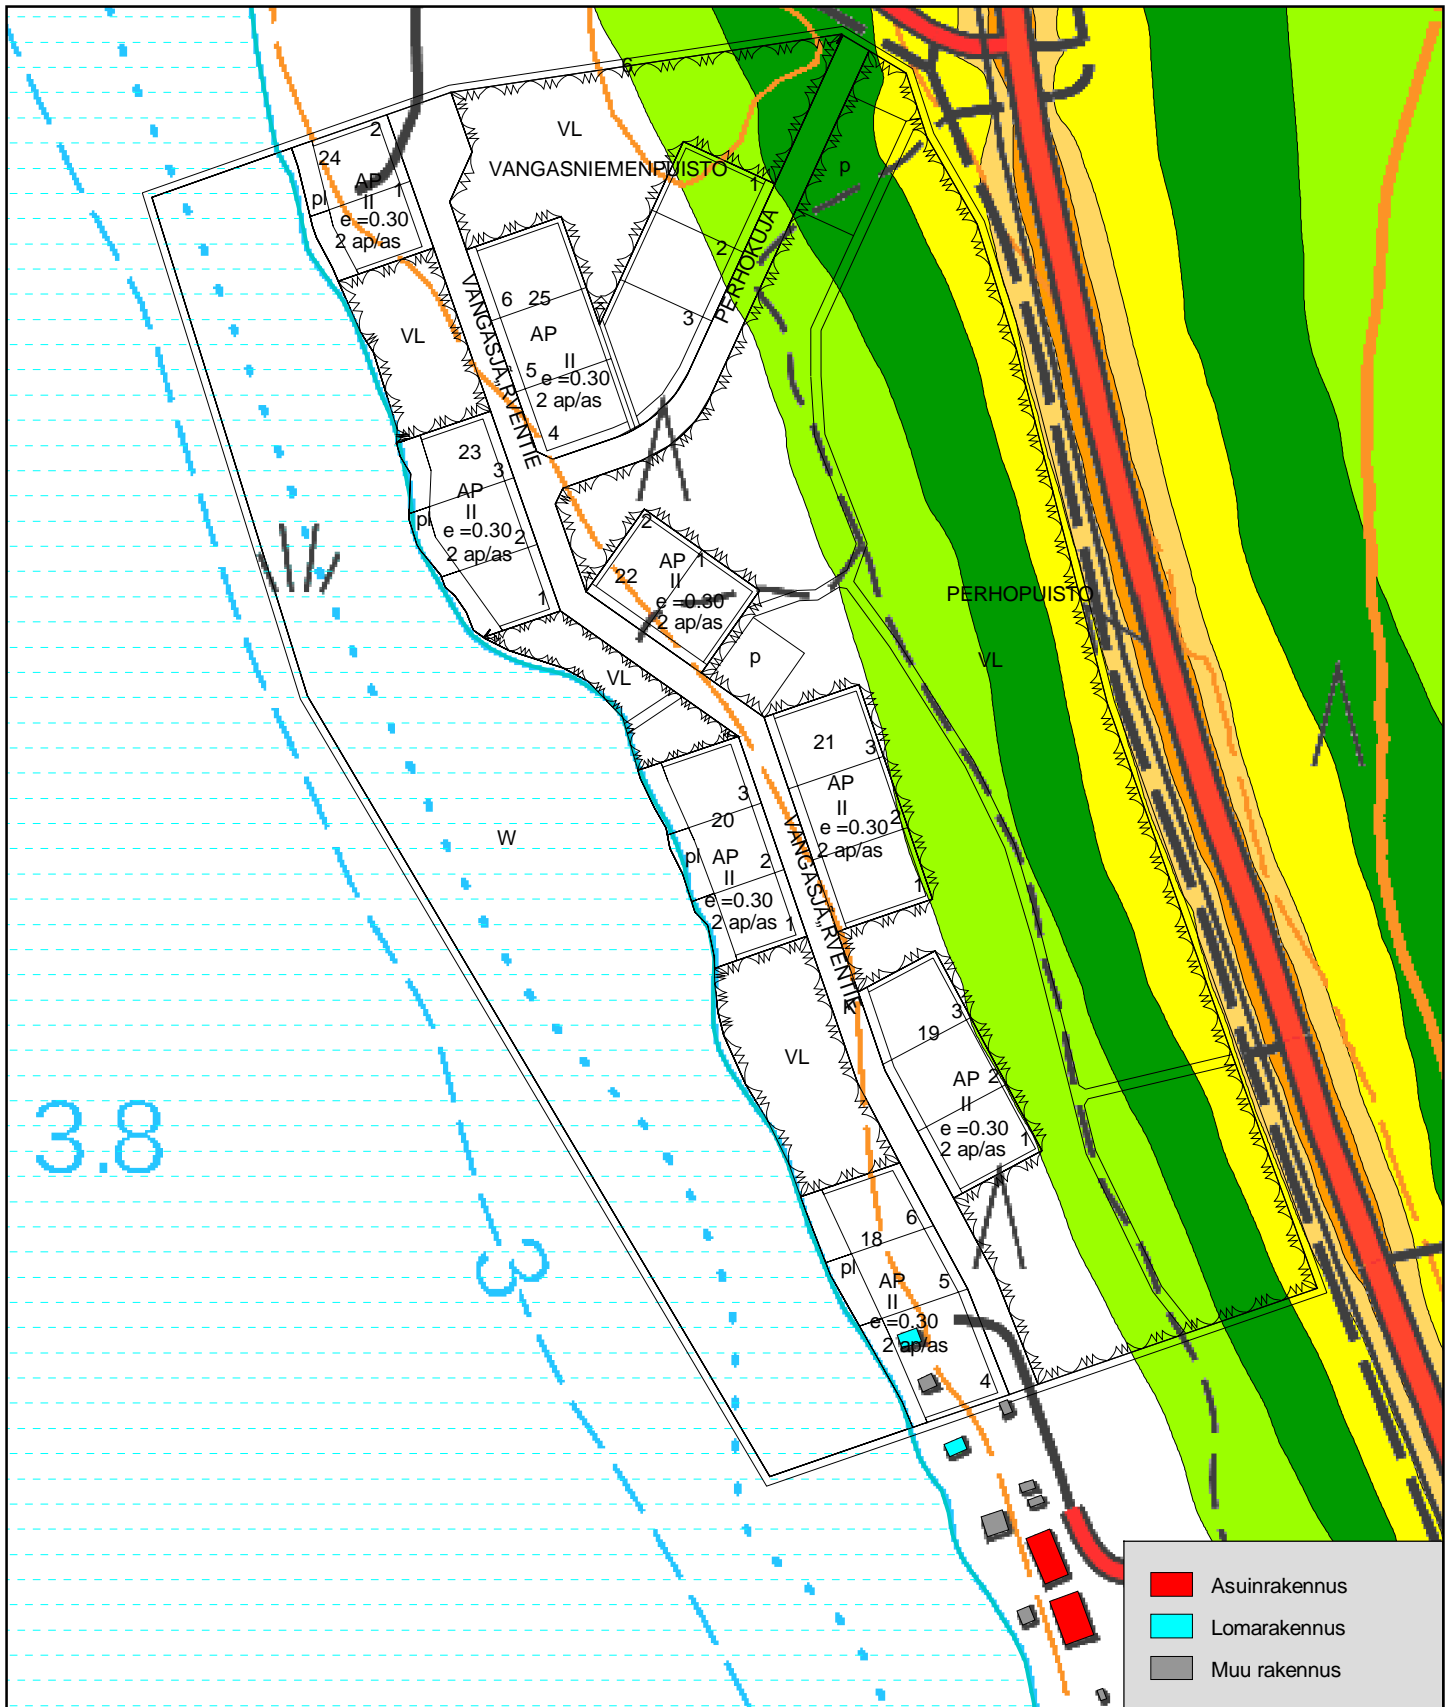 6
VL
VANGASNIEMENPUISTO
2
24
AP
II
1
pl
e =0.30
2 ap/as
p
1
2
3
PERHOKUJA
VANGASJÄ,,RVENTIE
6
25
AP
II
5
e =0.30
2 ap/as
4
VL
23
3
AP
II
pl
e =0.30
2
2 ap/as
1
2
AP
1
II
22
e =0.30
2 ap/as
PERHOPUISTO
VL
p
VL
21
3
AP
II
2
e =0.30
2 ap/as
1
3
20
AP
pl
2
II
e =0.30
2 ap/as
1
W
VANGASJÄ,,RVENTIE
K
3
19
VL
AP
2
II
e =0.30
1
2 ap/as
3.8
3
6
18
pl
AP
5
II
e =0.30
2 ap/as
4
Asuinrakennus
Lomarakennus
Muu rakennus